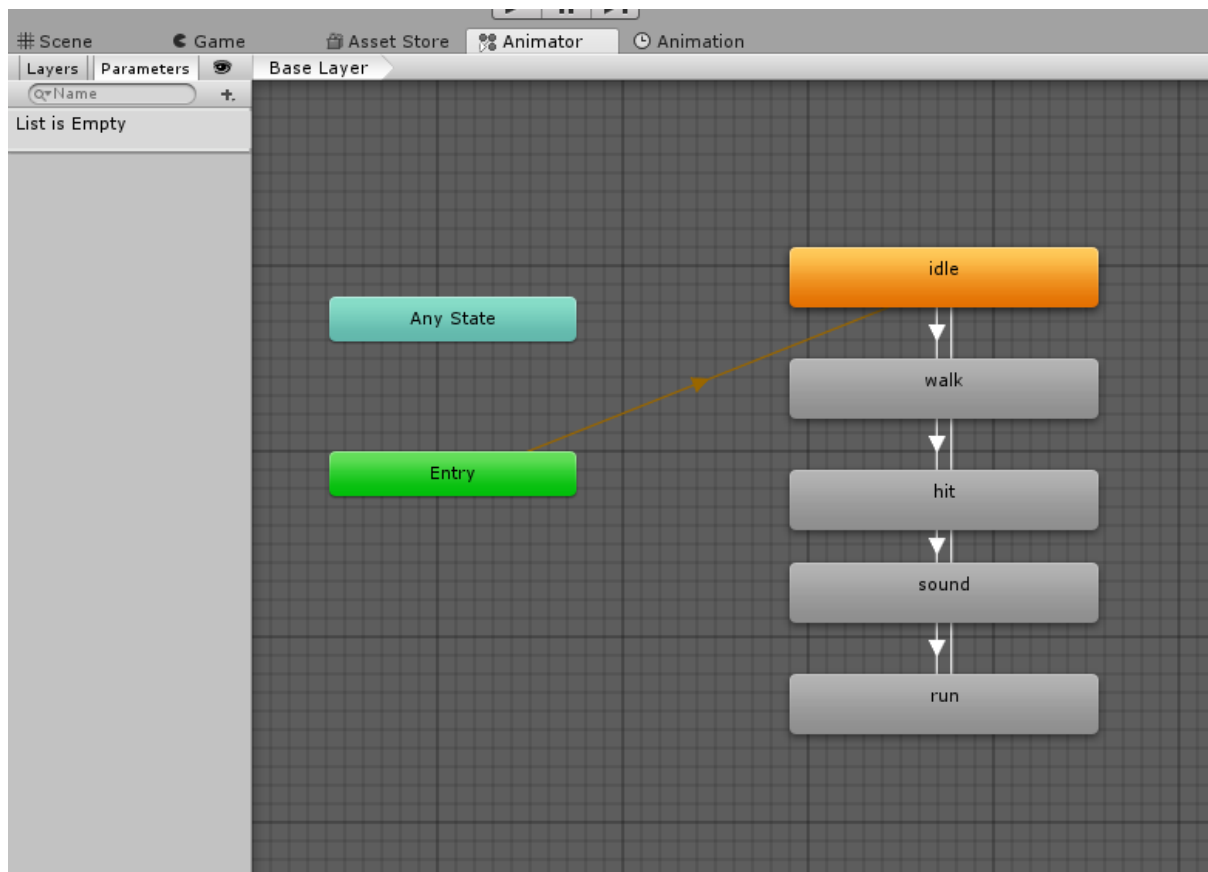 Scene Game Asset Store Animator Animation
Layers Parameters Base Layer
Name
List is Empty
idle
Any State
walk
Entry
hit
sound
run